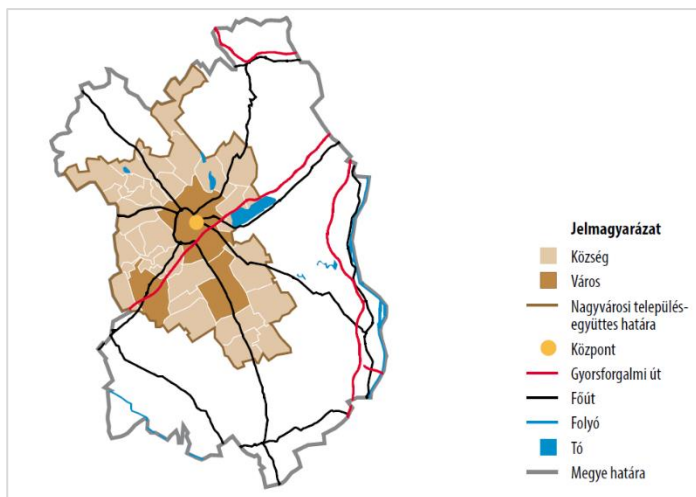 Jelmagyarázat
Község
Város
Nagyvárosi település-
együttes határa
Központ
Gyorsforgalmi út
Főút
Folyó
Tó
Megye határa